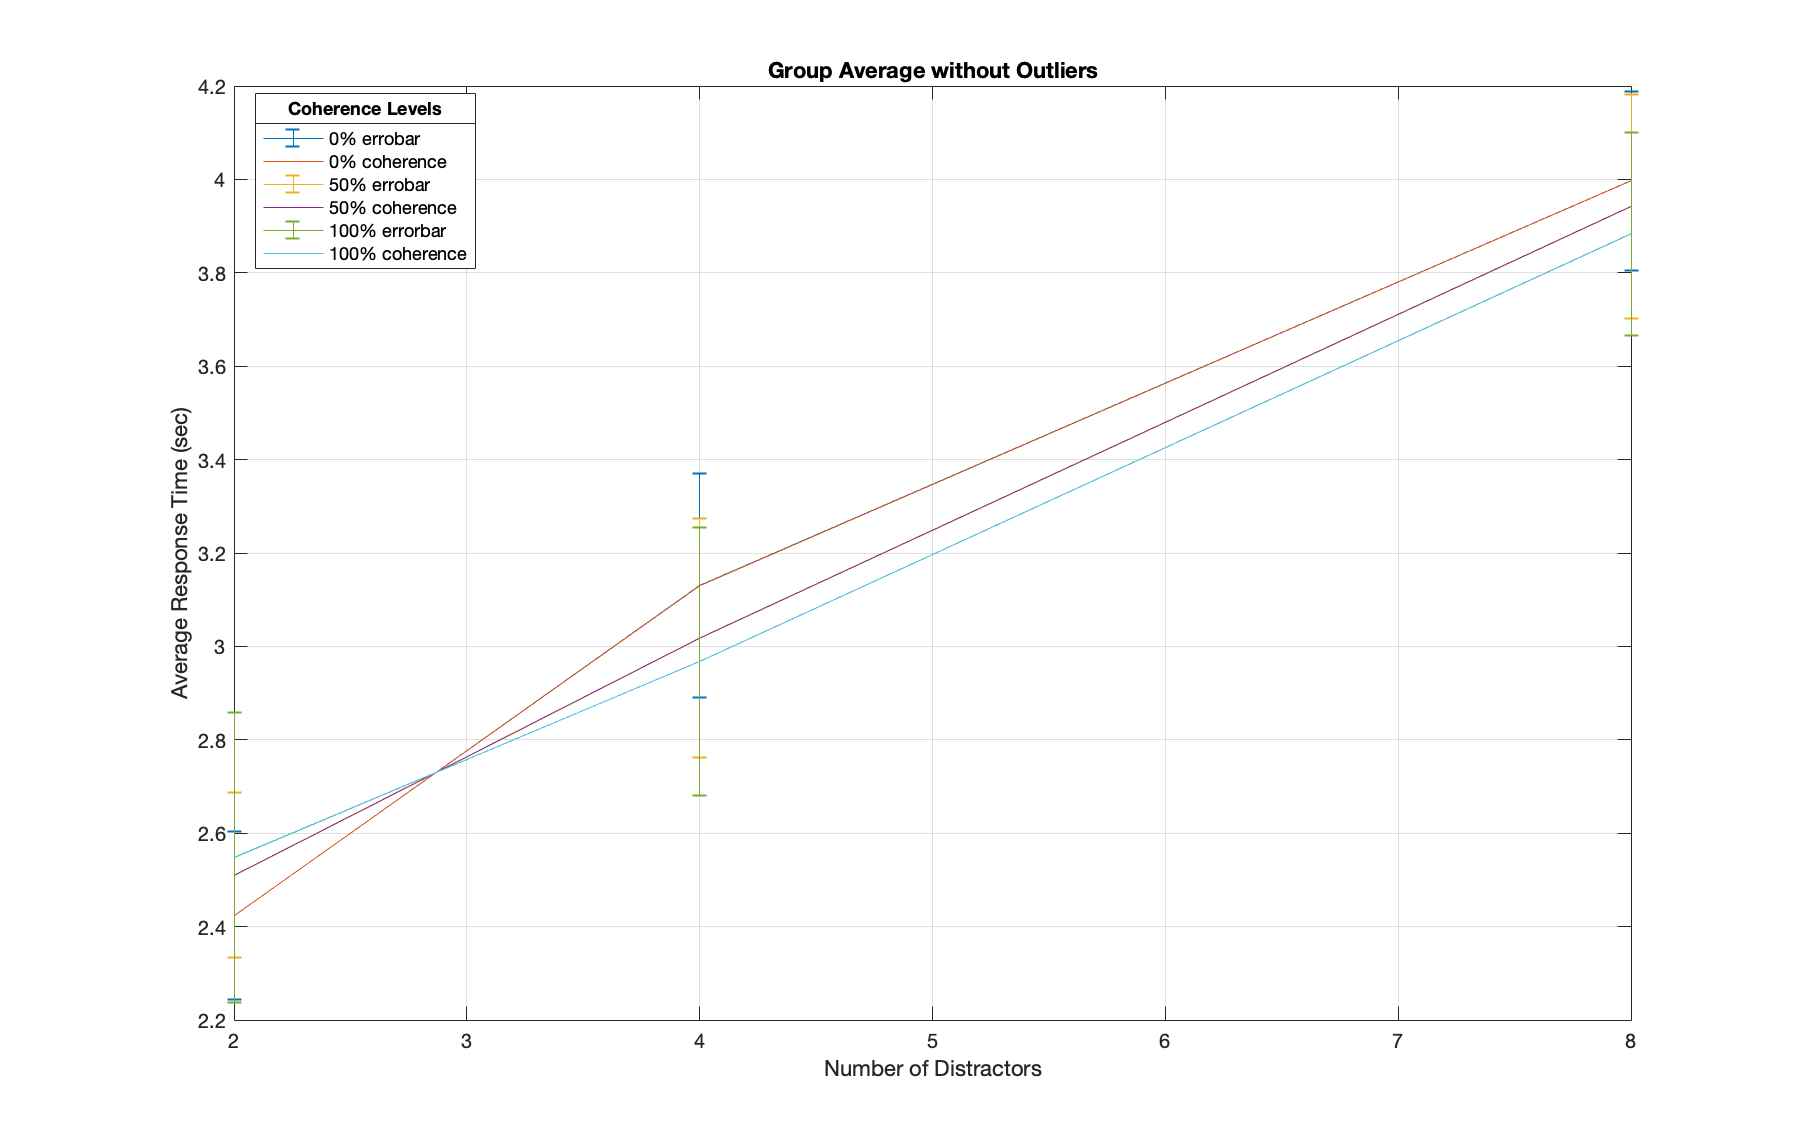 Group Average without Outliers
Coherence Levels
0% errobar
0% coherence
50% errobar
50% coherence
100% errorbar
100% coherence
4.2
4
3.8
3.6
3.4
3.2
3
2.8
2.6
2.4
2.2
Average Response Time (sec)
2 3 4 5 6 7 8
Number of Distractors